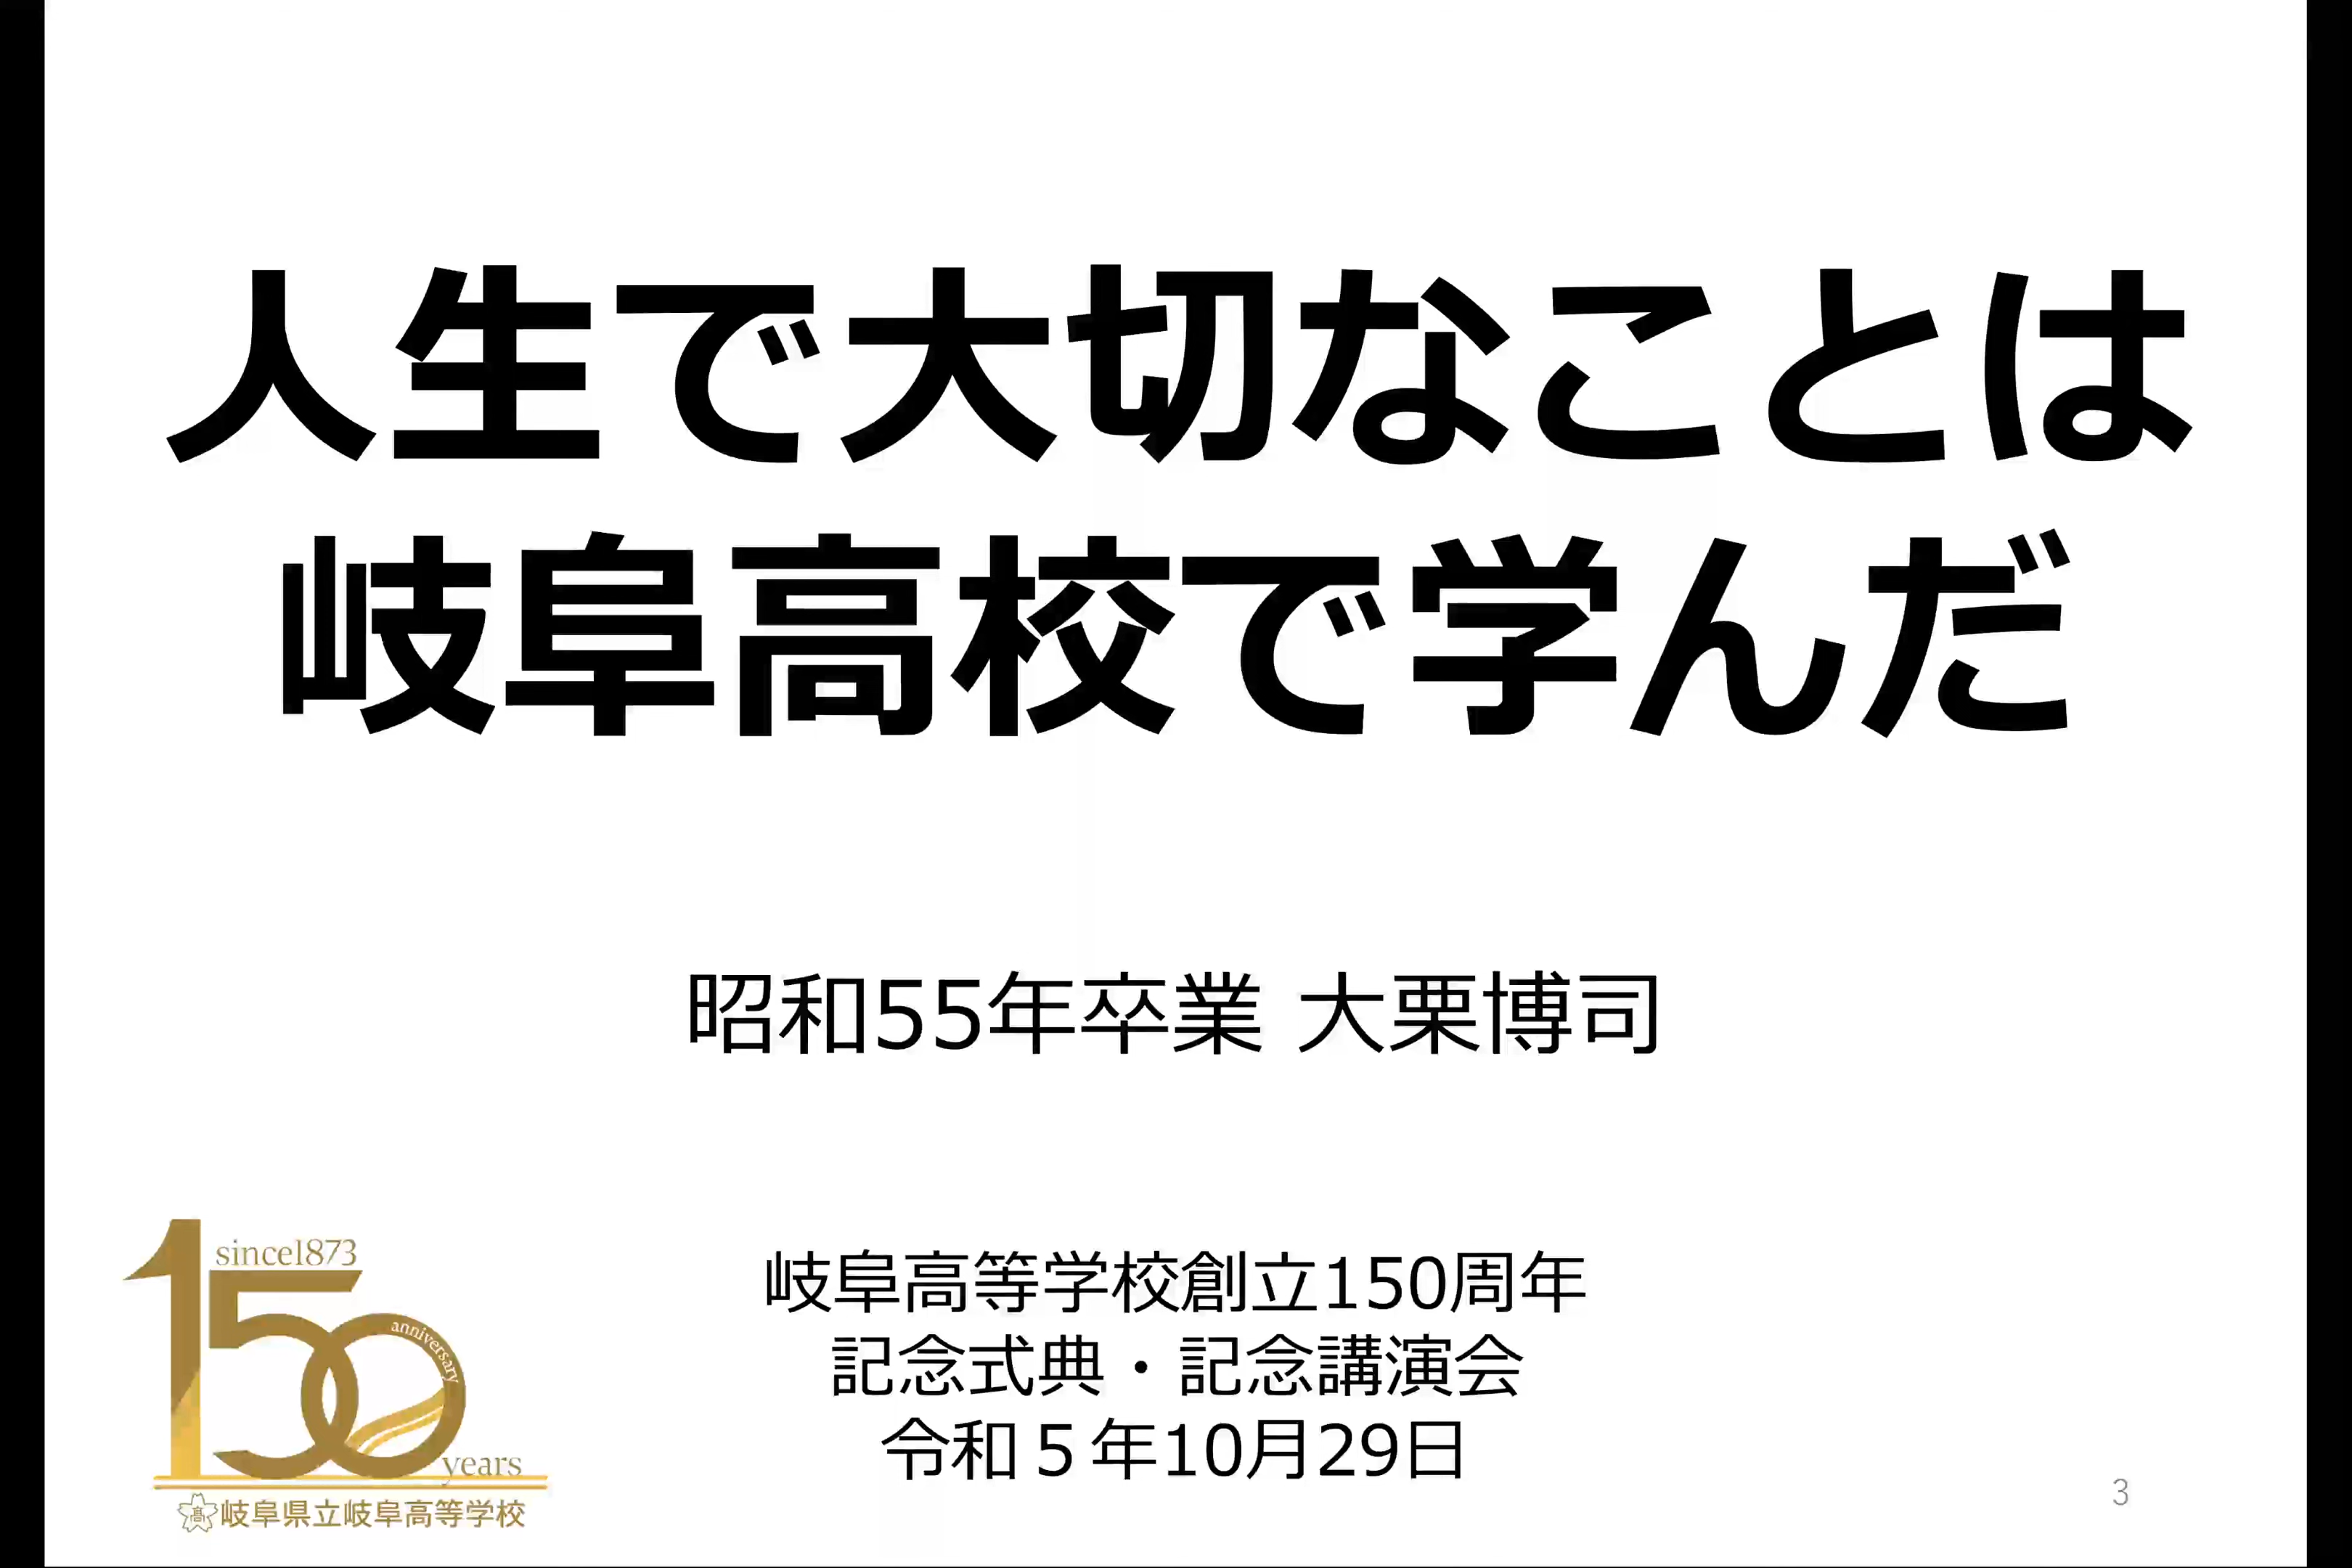 人生で大切なことは
岐阜高校で学んだ
昭和55年卒業 大栗博司
岐阜高等学校創立150周年
記念式典・記念講演会
令和５年10月29日
since1873
150
anniversary
years
高
岐阜県立岐阜高等学校
3